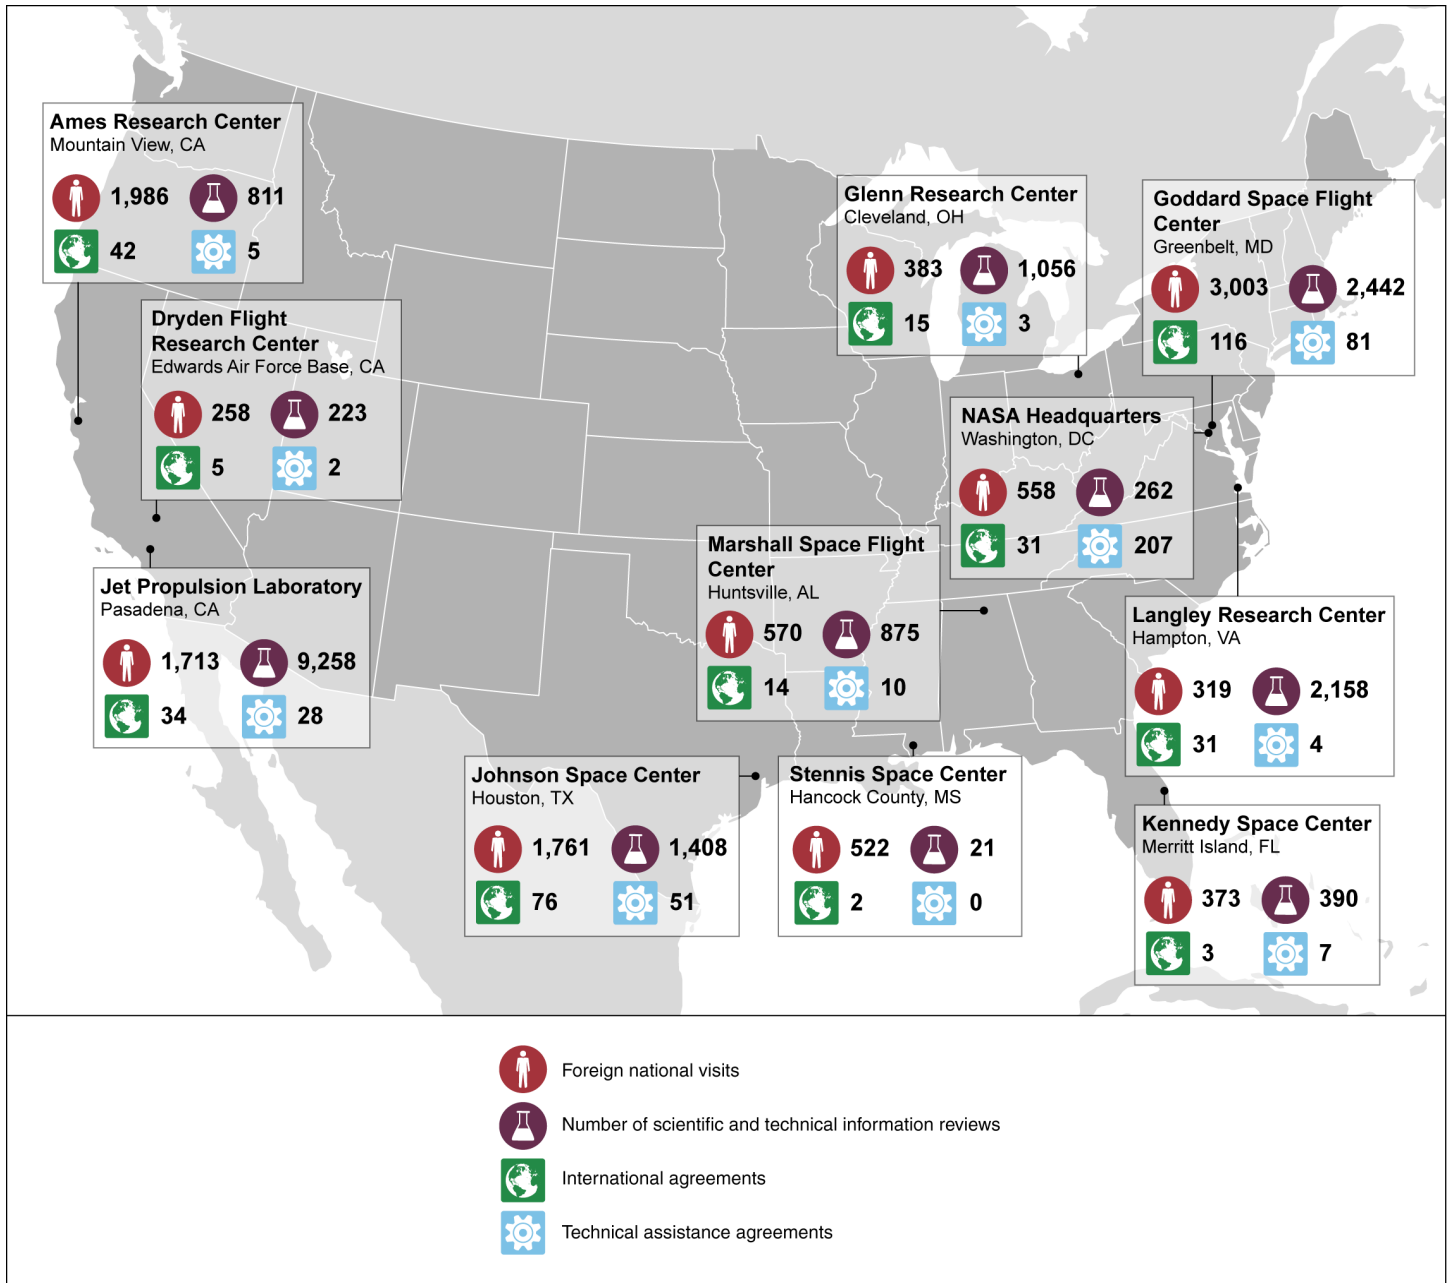 Ames Research Center
Mountain View, CA
1,986 811
42 5
Dryden Flight
Research Center
Edwards Air Force Base, CA
258 223
5 2
Jet Propulsion Laboratory
Pasadena, CA
1,713 9,258
34 28
Glenn Research Center
Cleveland, OH
383 1,056
15 3
Goddard Space Flight
Center
Greenbelt, MD
3,003 2,442
116 81
NASA Headquarters
Washington, DC
558 262
31 207
Marshall Space Flight
Center
Huntsville, AL
570 875
14 10
Langley Research Center
Hampton, VA
319 2,158
31 4
Johnson Space Center
Houston, TX
1,761 1,408
76 51
Stennis Space Center
Hancock County, MS
522 21
2 0
Kennedy Space Center
Merritt Island, FL
373 390
3 7
Foreign national visits
Number of scientific and technical information reviews
International agreements
Technical assistance agreements